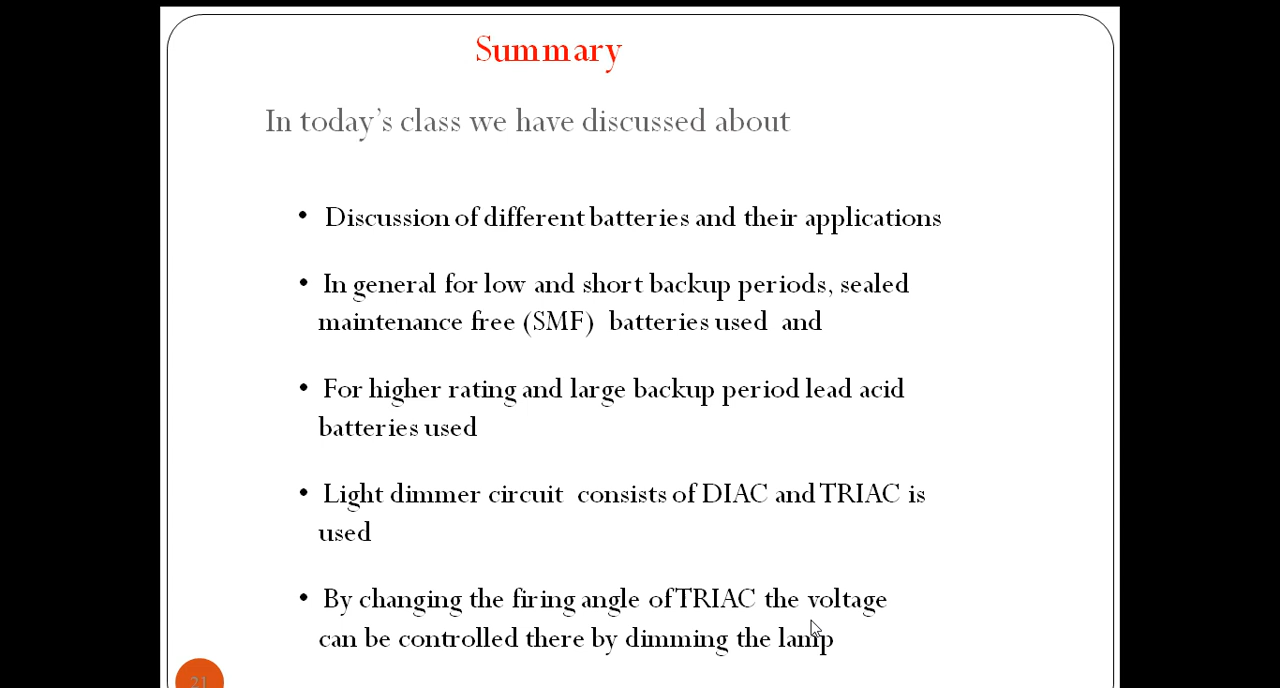 Summary
In today's class we have discussed about
• Discussion of different batteries and their applications
• In general for low and short backup periods, sealed
maintenance free (SMF) batteries used and
• For higher rating and large backup period lead acid
batteries used
• Light dimmer circuit consists of DIAC and TRIAC is
used
• By changing the firing angle of TRIAC the voltage
can be controlled there by dimming the lamp
21